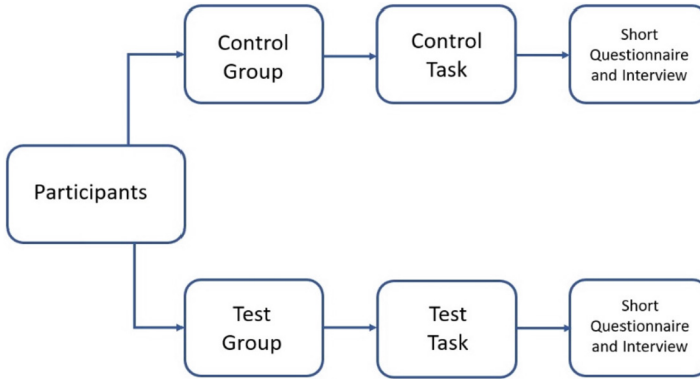 Control
Group
Control
Task
Short
Questionnaire
and Interview
Participants
Test
Group
Test
Task
Short
Questionnaire
and Interview